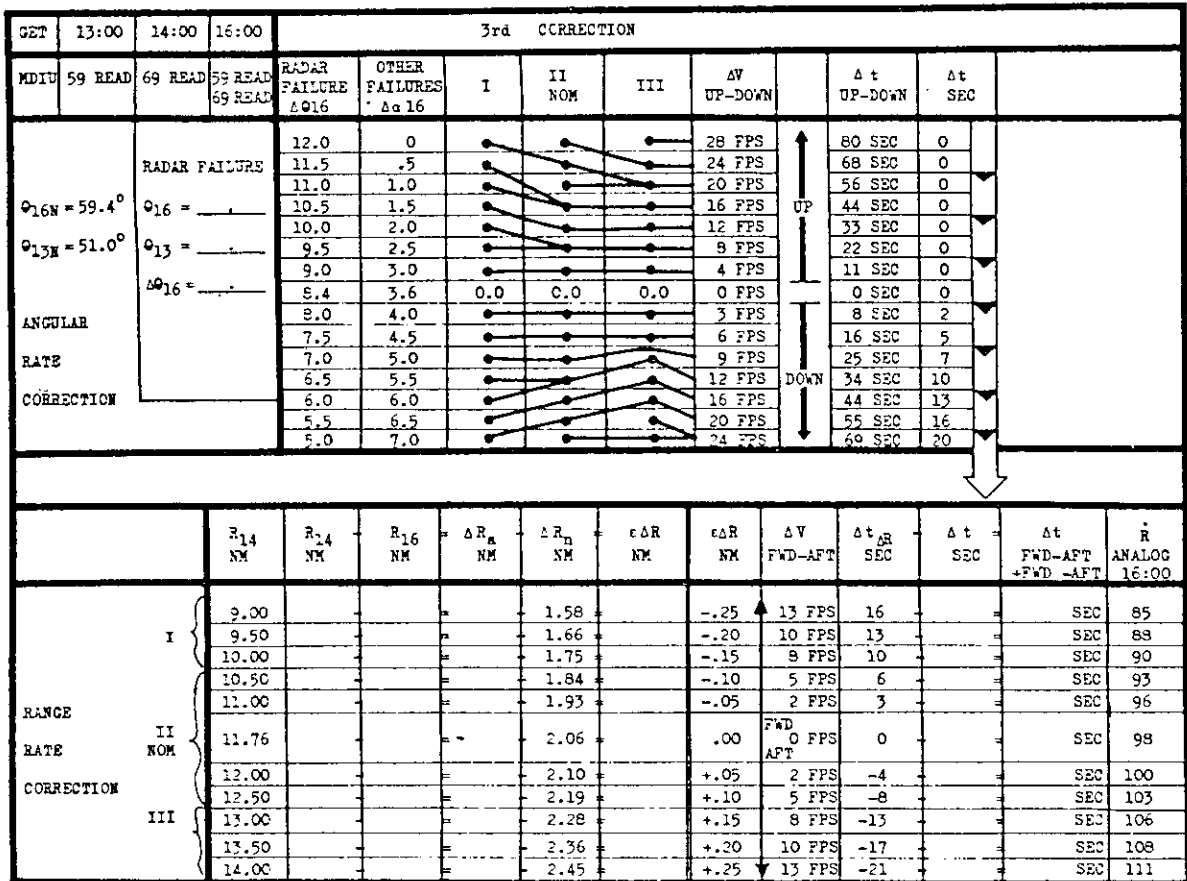 GET 13:00 14:00 16:00 3rd CORRECTION
MDIU 59 READ 69 READ 59 READ 69 READ RADAR FAILURE Δθ16 OTHER FAILURES Δα 16 I II NOM III ΔV UP-DOWN Δ t UP-DOWN Δ t SEC
12.0 0 28 FPS 80 SEC 0
RADAR FAILURE 11.5 .5 24 FPS 68 SEC 0
11.0 1.0 20 FPS 56 SEC 0
θ16N = 59.4° θ16 = ___.__ 10.5 1.5 16 FPS UP 44 SEC 0
10.0 2.0 12 FPS 33 SEC 0
θ13N = 51.0° θ13 = ___.__ 9.5 2.5 8 FPS 22 SEC 0
9.0 3.0 4 FPS 11 SEC 0
Δθ16 = ___.__ 8.4 3.6 0.0 0.0 0.0 0 FPS 0 SEC 0
ANGULAR 8.0 4.0 3 FPS 8 SEC 2
7.5 4.5 6 FPS 16 SEC 5
RATE 7.0 5.0 9 FPS 25 SEC 7
6.5 5.5 12 FPS DOWN 34 SEC 10
CORRECTION 6.0 6.0 16 FPS 44 SEC 13
5.5 6.5 20 FPS 55 SEC 16
5.0 7.0 24 FPS 69 SEC 20
R14 NM R14 NM - R16 NM = ΔRa NM - ΔRn NM = εΔR NM εΔR NM ΔV FWD-AFT ΔtΔR SEC - Δ t SEC = Δt FWD-AFT +FWD -AFT Ṙ ANALOG 16:00
9.00 - = - 1.58 = -.25 13 FPS 16 - = SEC 85
I 9.50 - = - 1.66 = -.20 10 FPS 13 - = SEC 88
10.00 - = - 1.75 = -.15 8 FPS 10 - = SEC 90
10.50 - = - 1.84 = -.10 5 FPS 6 - = SEC 93
11.00 - = - 1.93 = -.05 2 FPS 3 - = SEC 96
RANGE
RATE II NOM 11.76 - = - 2.06 = .00 FWD 0 FPS AFT 0 - = SEC 98
12.00 - = - 2.10 = +.05 2 FPS -4 - = SEC 100
CORRECTION 12.50 - = - 2.19 = +.10 5 FPS -8 - = SEC 103
III 13.00 - = - 2.28 = +.15 8 FPS -13 - = SEC 106
13.50 - = - 2.36 = +.20 10 FPS -17 - = SEC 108
14.00 - = - 2.45 = +.25 13 FPS -21 - = SEC 111